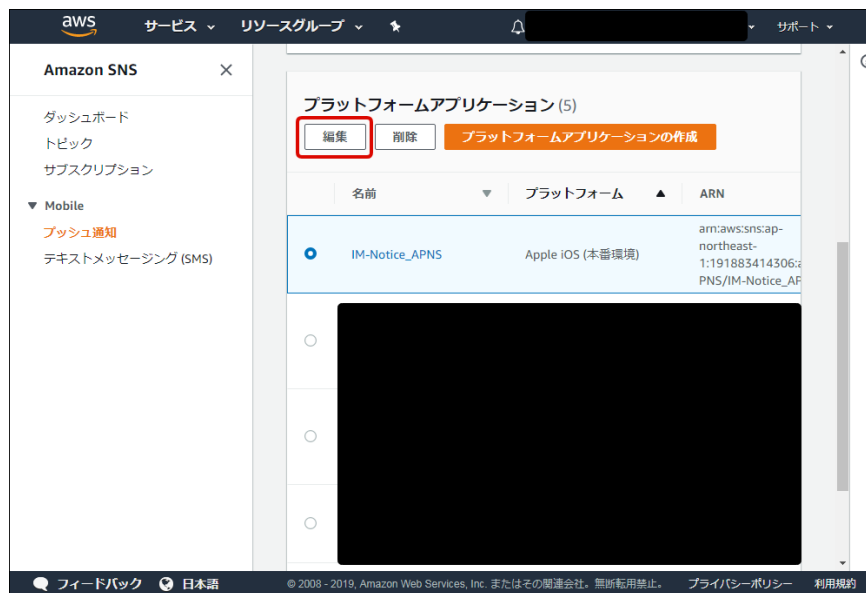 aws サービス リソースグループ サポート
Amazon SNS
ダッシュボード
トピック
サブスクリプション
Mobile
プッシュ通知
テキストメッセージング (SMS)
プラットフォームアプリケーション (5)
編集 削除 プラットフォームアプリケーションの作成
名前 プラットフォーム ARN
IM-Notice_APNS Apple iOS (本番環境)
arn:aws:sns:ap-
northeast-
1:191883414306:a
PNS/IM-Notice_AP
フィードバック 日本語 © 2008 - 2019, Amazon Web Services, Inc. またはその関連会社。無断転用禁止。 プライバシーポリシー 利用規約